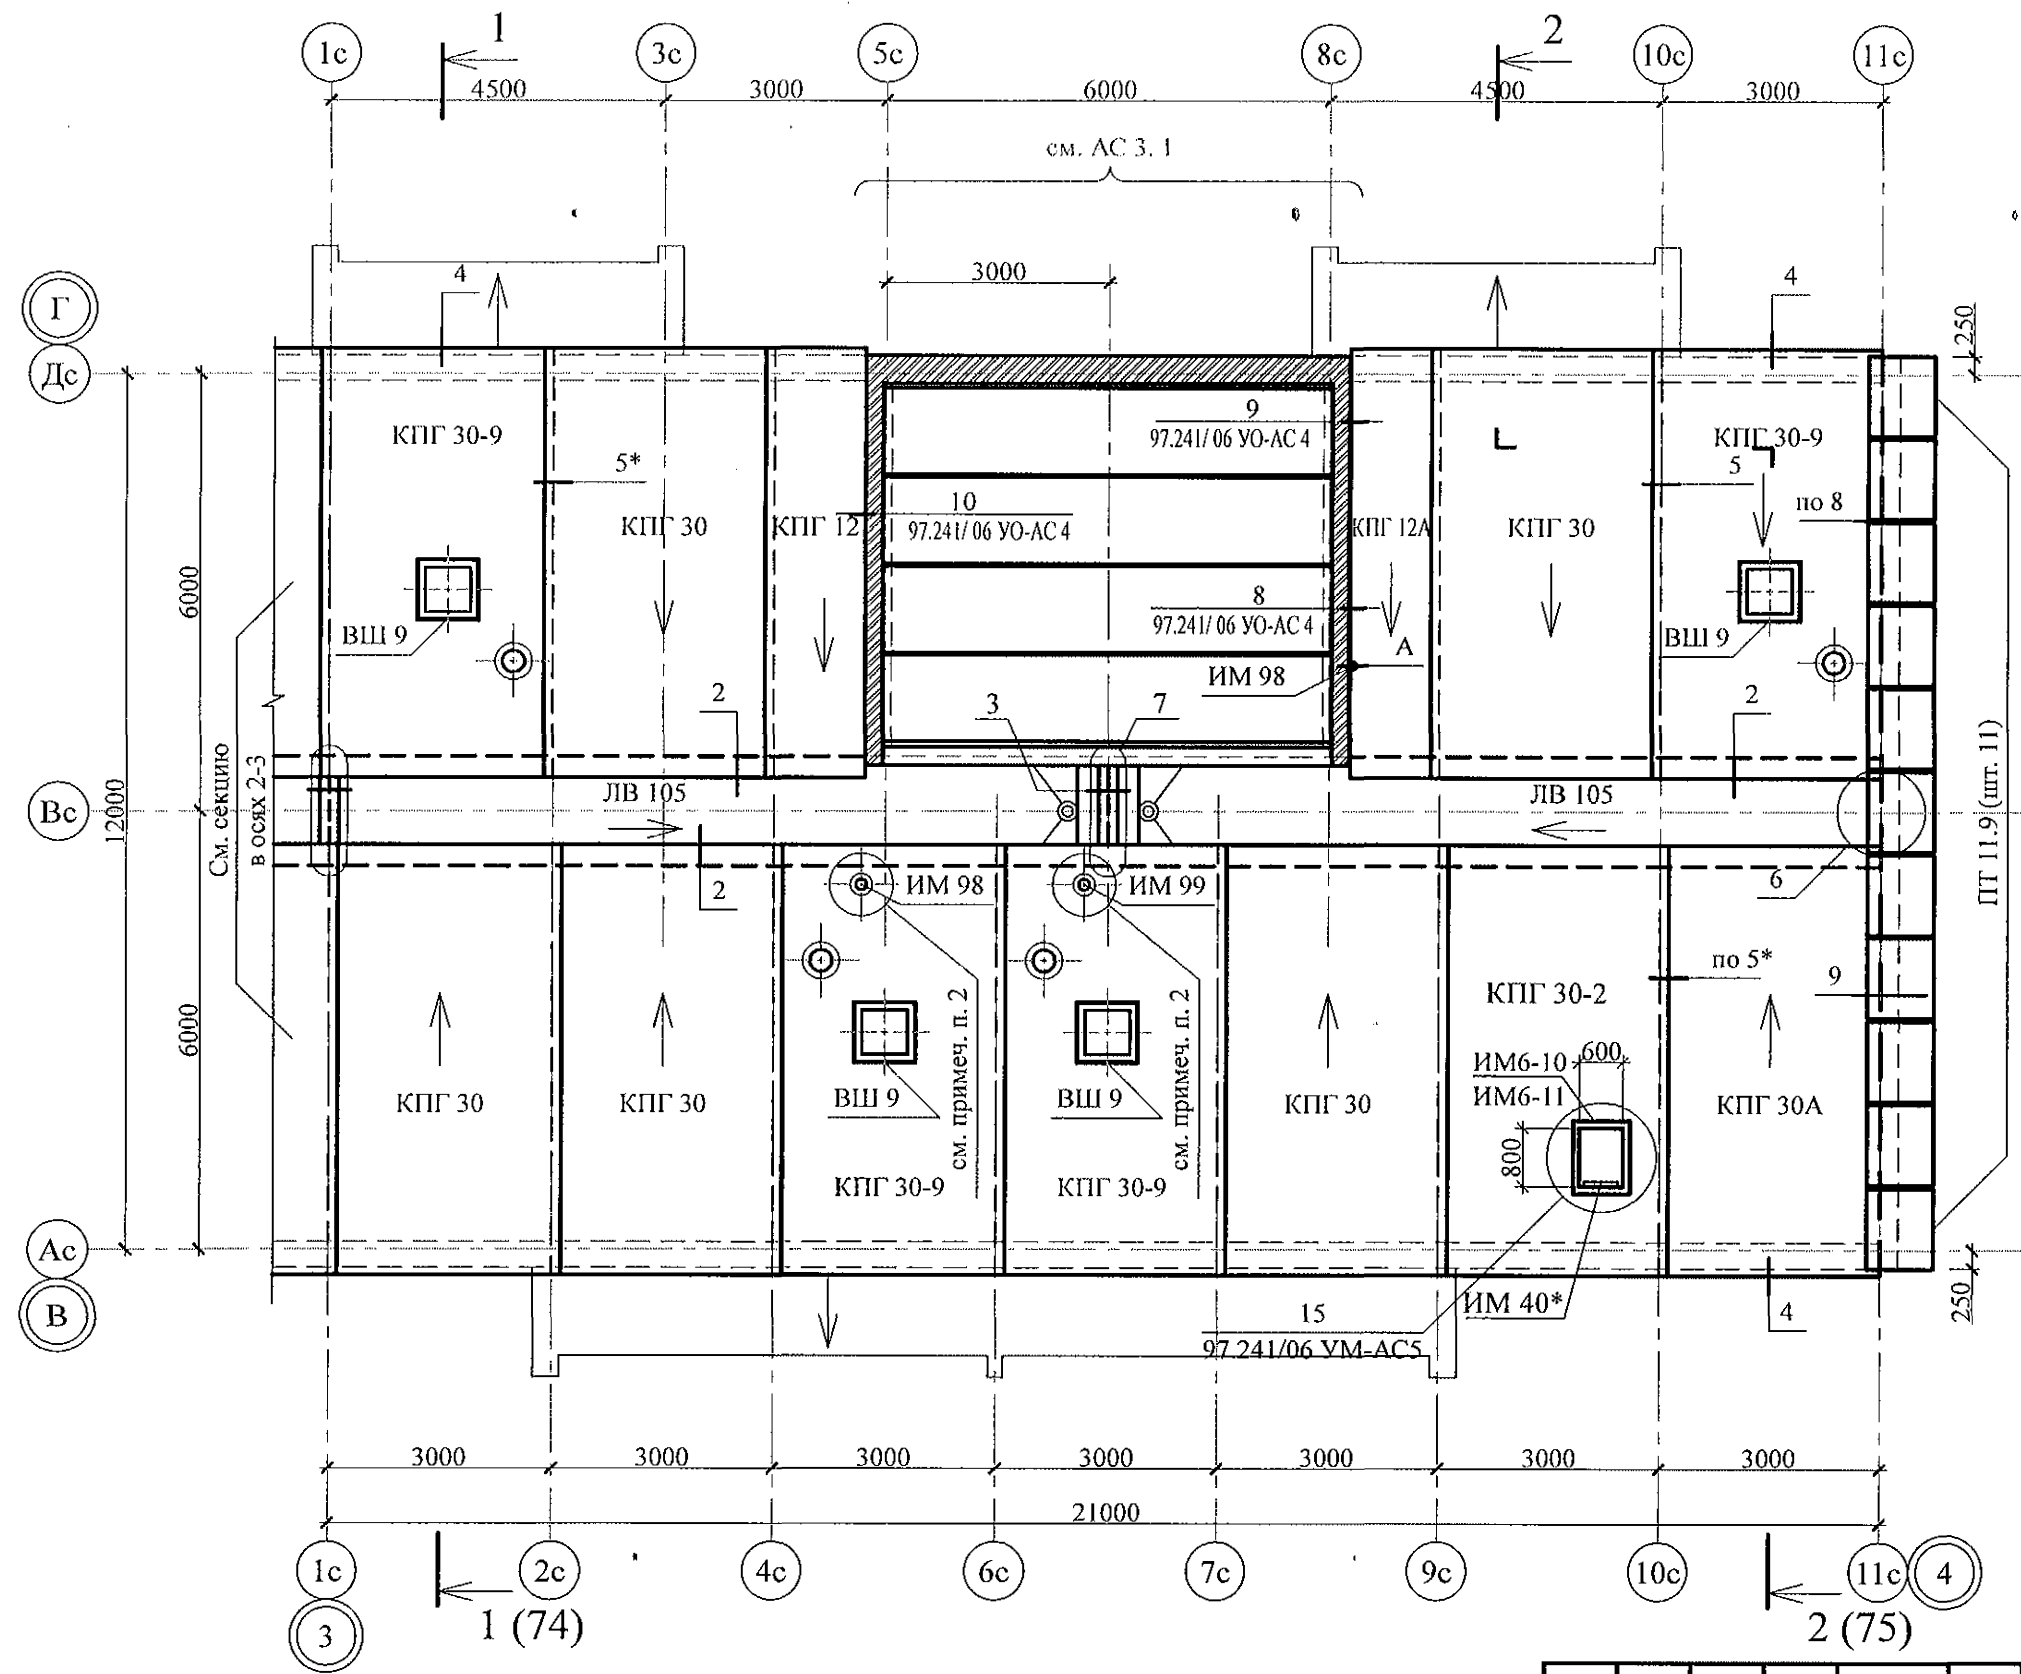 1с
1
3с
5с
8с
2
10с
11с
4500
3000
6000
4500
3000
см. АС 3. 1
3000
4
4
250
Г
Дс
КПГ 30-9
5*
КПГ 30
КПГ 12
9
97.241/ 06 УО-АС 4
10
97.241/ 06 УО-АС 4
КПГ 12А
КПГ 30
КПГ 30-9
5
по 8
8
97.241/ 06 УО-АС 4
А
ИМ 98
ВШ 9
ВШ 9
6000
2
3
7
2
См. секцию
в осях 2-3
12000
Вс
ЛВ 105
ЛВ 105
ПТ 11.9 (шт. 11)
2
ИМ 98
ИМ 99
6
6000
по 5*
9
КПГ 30-2
см. примеч. п. 2
см. примеч. п. 2
ИМ6-10
600
ИМ6-11
800
КПГ 30
КПГ 30
ВШ 9
ВШ 9
КПГ 30
КПГ 30А
КПГ 30-9
КПГ 30-9
Ас
В
15
97.241/06 УМ-АС5
ИМ 40*
4
250
3000
3000
3000
3000
3000
3000
3000
21000
1с
2с
4с
6с
7с
9с
10с
11с
4
3
1 (74)
2 (75)